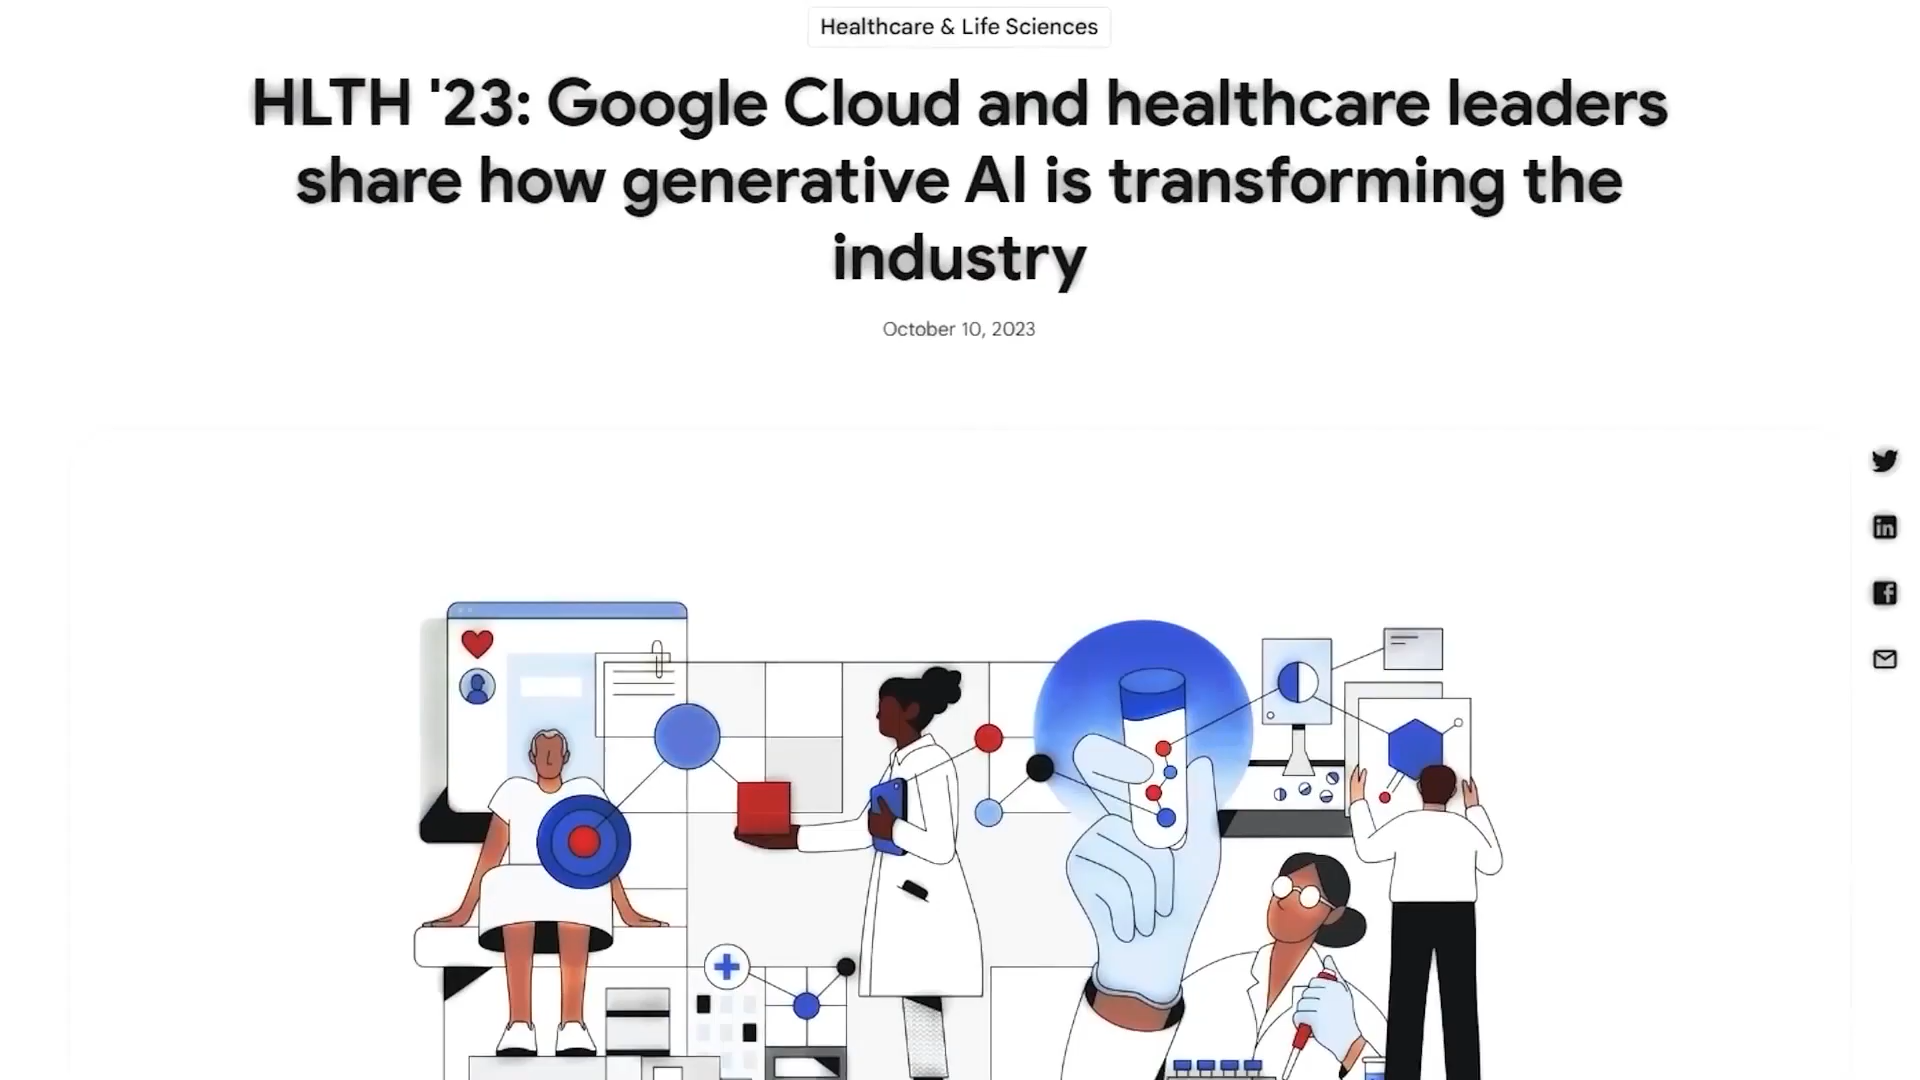 Healthcare & Life Sciences
HLTH '23: Google Cloud and healthcare leaders
share how generative AI is transforming the
industry
October 10, 2023